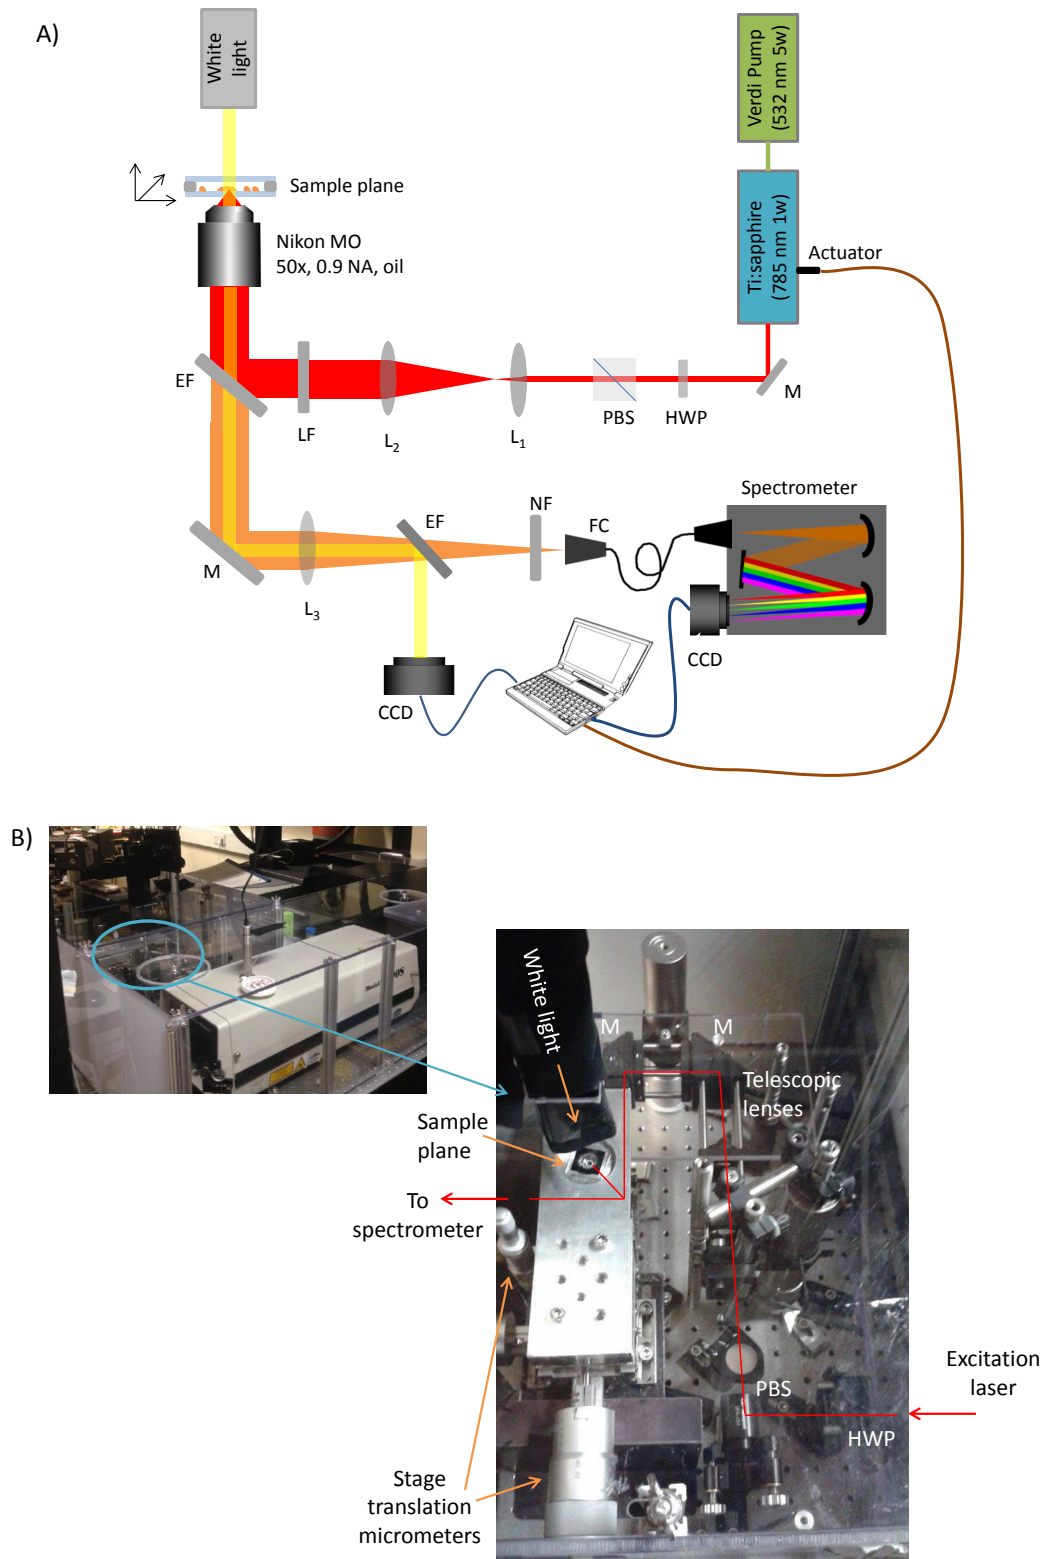 A)
White
light
Verdi Pump
(532 nm 5w)
Sample plane
Ti:sapphire
(785 nm 1w)
Nikon MO
50x, 0.9 NA, oil
Actuator
EF
LF
L2
L1
PBS
HWP
M
Spectrometer
NF
EF
FC
M
L3
CCD
CCD
B)
White light
M
M
Telescopic
lenses
Sample
plane
To
spectrometer
Excitation
laser
PBS
HWP
Stage
translation
micrometers